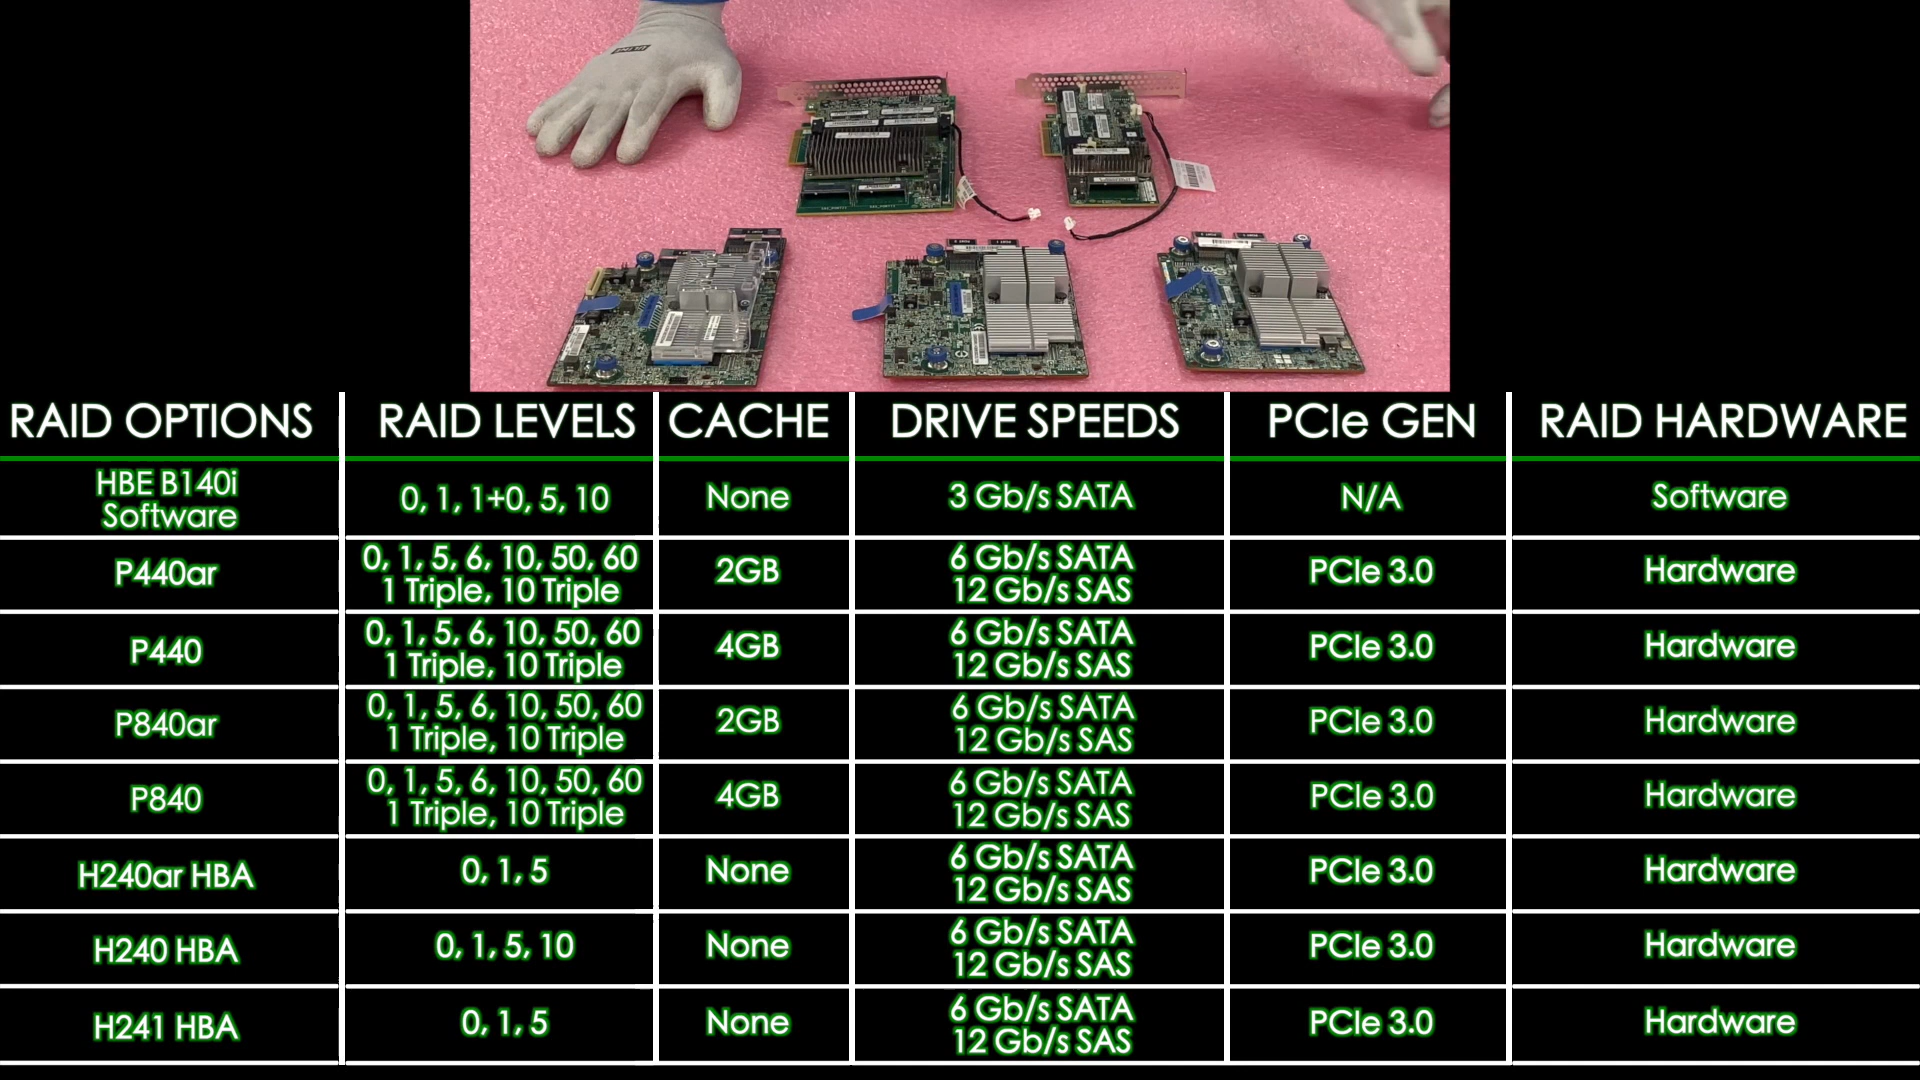 RAID OPTIONS RAID LEVELS CACHE DRIVE SPEEDS PCIe GEN RAID HARDWARE
HBE B140i
Software
0, 1, 1+0, 5, 10
None
3 Gb/s SATA
N/A
Software
P440ar
0, 1, 5, 6, 10, 50, 60
1 Triple, 10 Triple
2GB
6 Gb/s SATA
12 Gb/s SAS
PCIe 3.0
Hardware
P440
0, 1, 5, 6, 10, 50, 60
1 Triple, 10 Triple
4GB
6 Gb/s SATA
12 Gb/s SAS
PCIe 3.0
Hardware
P840ar
0, 1, 5, 6, 10, 50, 60
1 Triple, 10 Triple
2GB
6 Gb/s SATA
12 Gb/s SAS
PCIe 3.0
Hardware
P840
0, 1, 5, 6, 10, 50, 60
1 Triple, 10 Triple
4GB
6 Gb/s SATA
12 Gb/s SAS
PCIe 3.0
Hardware
H240ar HBA
0, 1, 5
None
6 Gb/s SATA
12 Gb/s SAS
PCIe 3.0
Hardware
H240 HBA
0, 1, 5, 10
None
6 Gb/s SATA
12 Gb/s SAS
PCIe 3.0
Hardware
H241 HBA
0, 1, 5
None
6 Gb/s SATA
12 Gb/s SAS
PCIe 3.0
Hardware